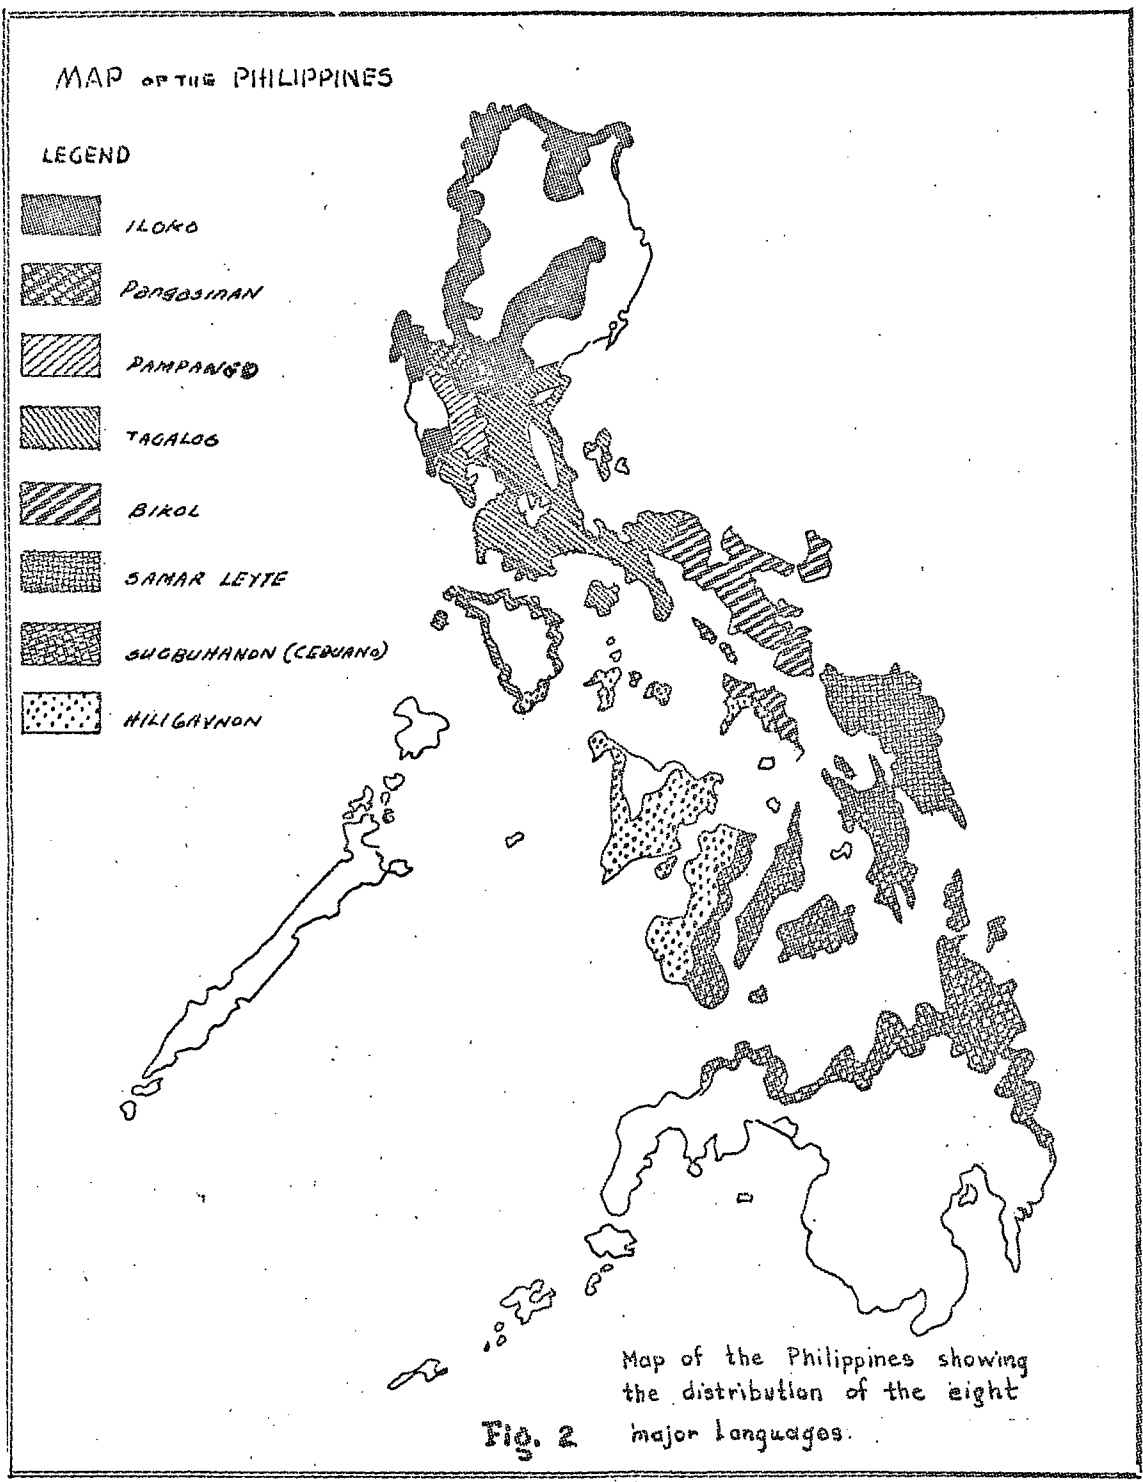 MAP OF THE PHILIPPINES
LEGEND
ILOKO
Pangasinan
PAMPANGO
TAGALOG
BIKOL
SAMAR LEYTE
SUGBUHANON (CEBUANO)
HILIGAYNON
Map of the Philippines showing
the distribution of the eight
major languages.
Fig. 2